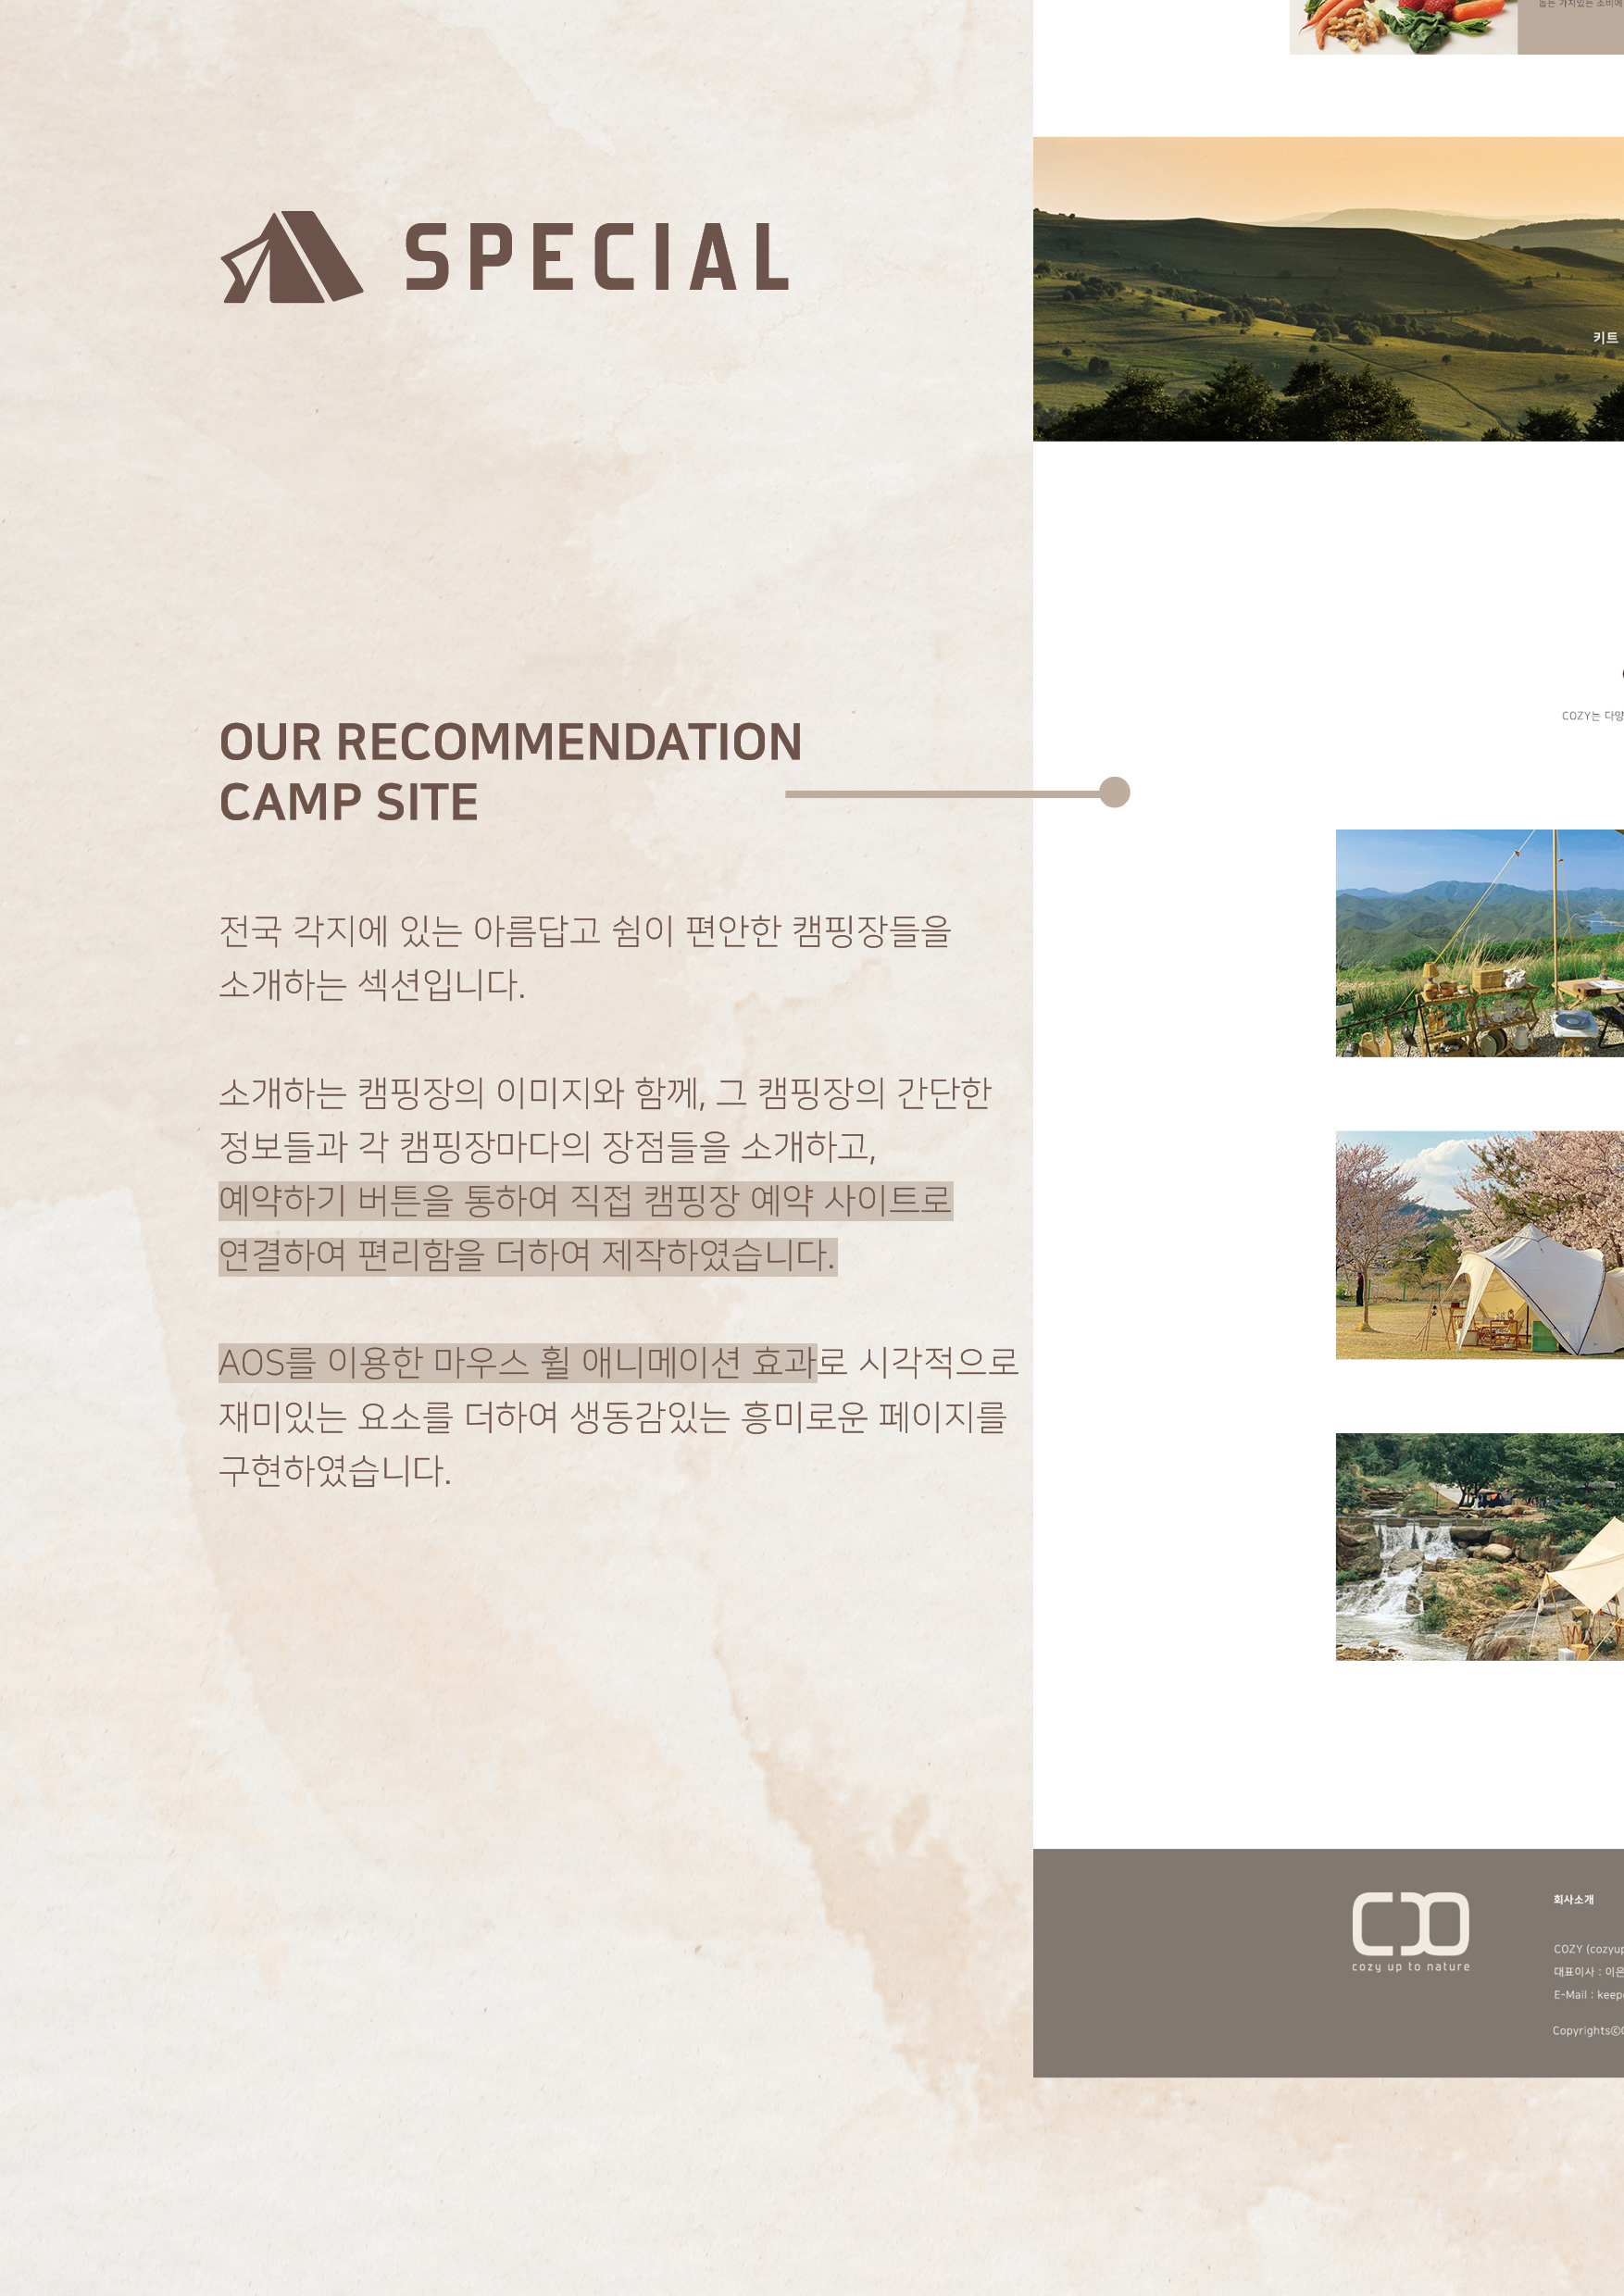 SPECIAL
OUR RECOMMENDATION
CAMP SITE
전국 각지에 있는 아름답고 쉼이 편안한 캠핑장들을
소개하는 섹션입니다.
소개하는 캠핑장의 이미지와 함께, 그 캠핑장의 간단한
정보들과 각 캠핑장마다의 장점들을 소개하고,
예약하기 버튼을 통하여 직접 캠핑장 예약 사이트로
연결하여 편리함을 더하여 제작하였습니다.
AOS를 이용한 마우스 휠 애니메이션 효과로 시각적으로
재미있는 요소를 더하여 생동감있는 흥미로운 페이지를
구현하였습니다.
키트
COZY는 다양
cozy up to nature
회사소개
COZY (cozyup
대표이사 : 이은
E-Mail : keep
Copyrights©